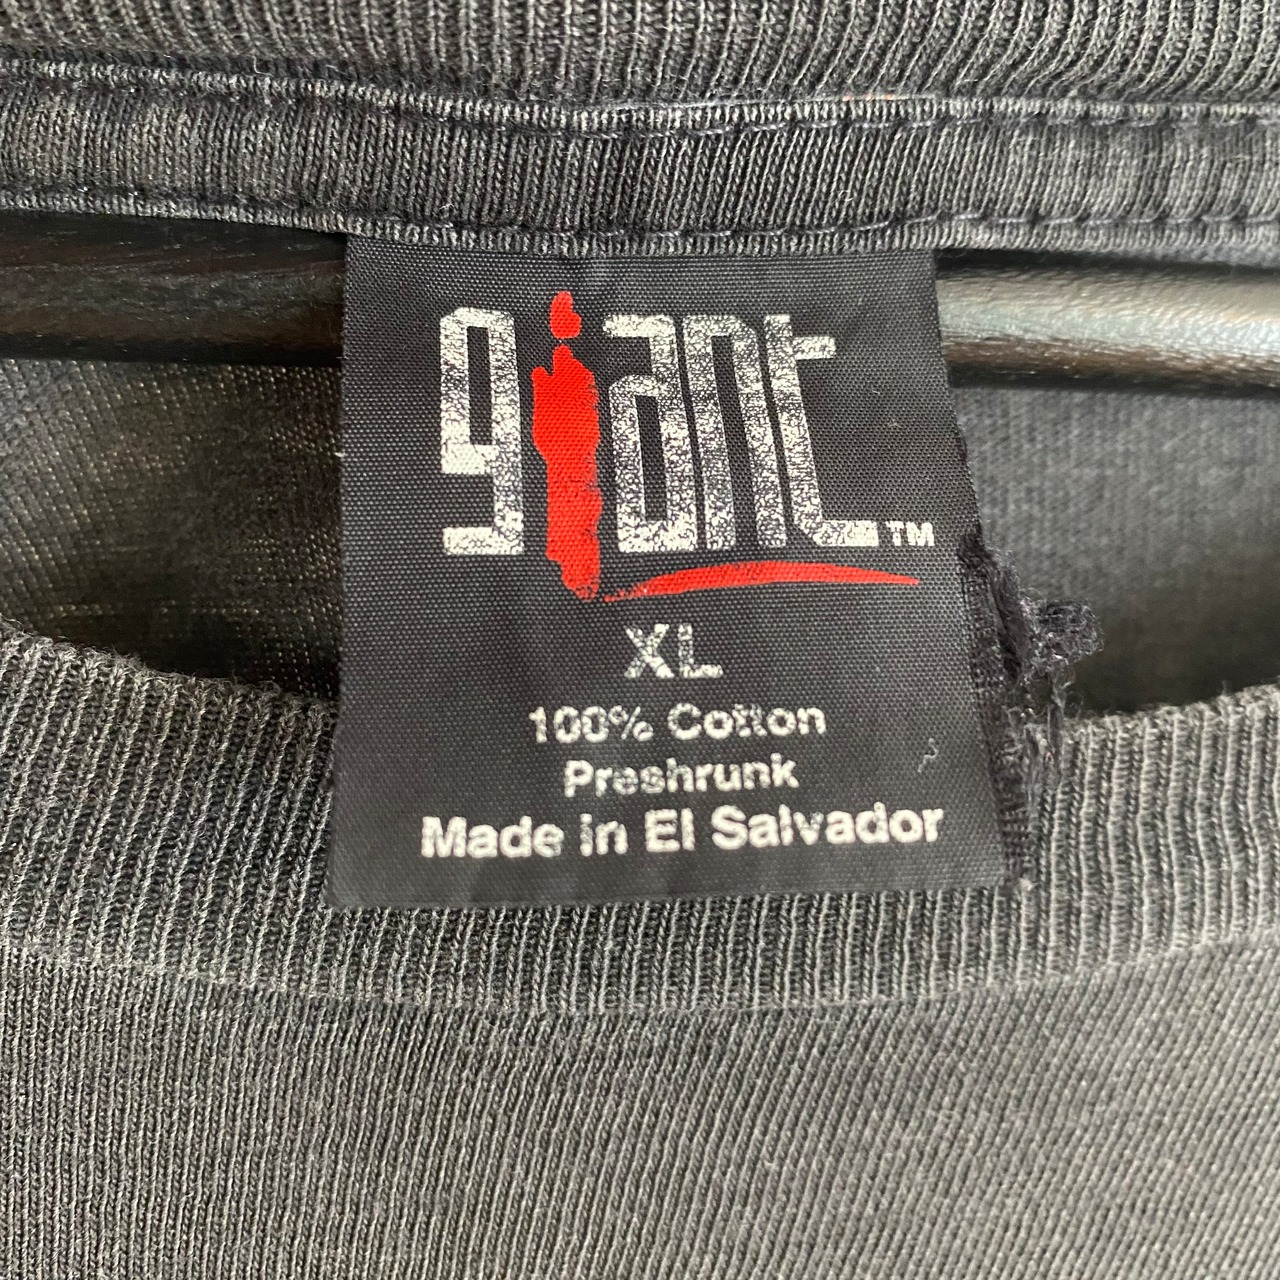 giant™
XL
100% Cotton
Preshrunk
Made in El Salvador